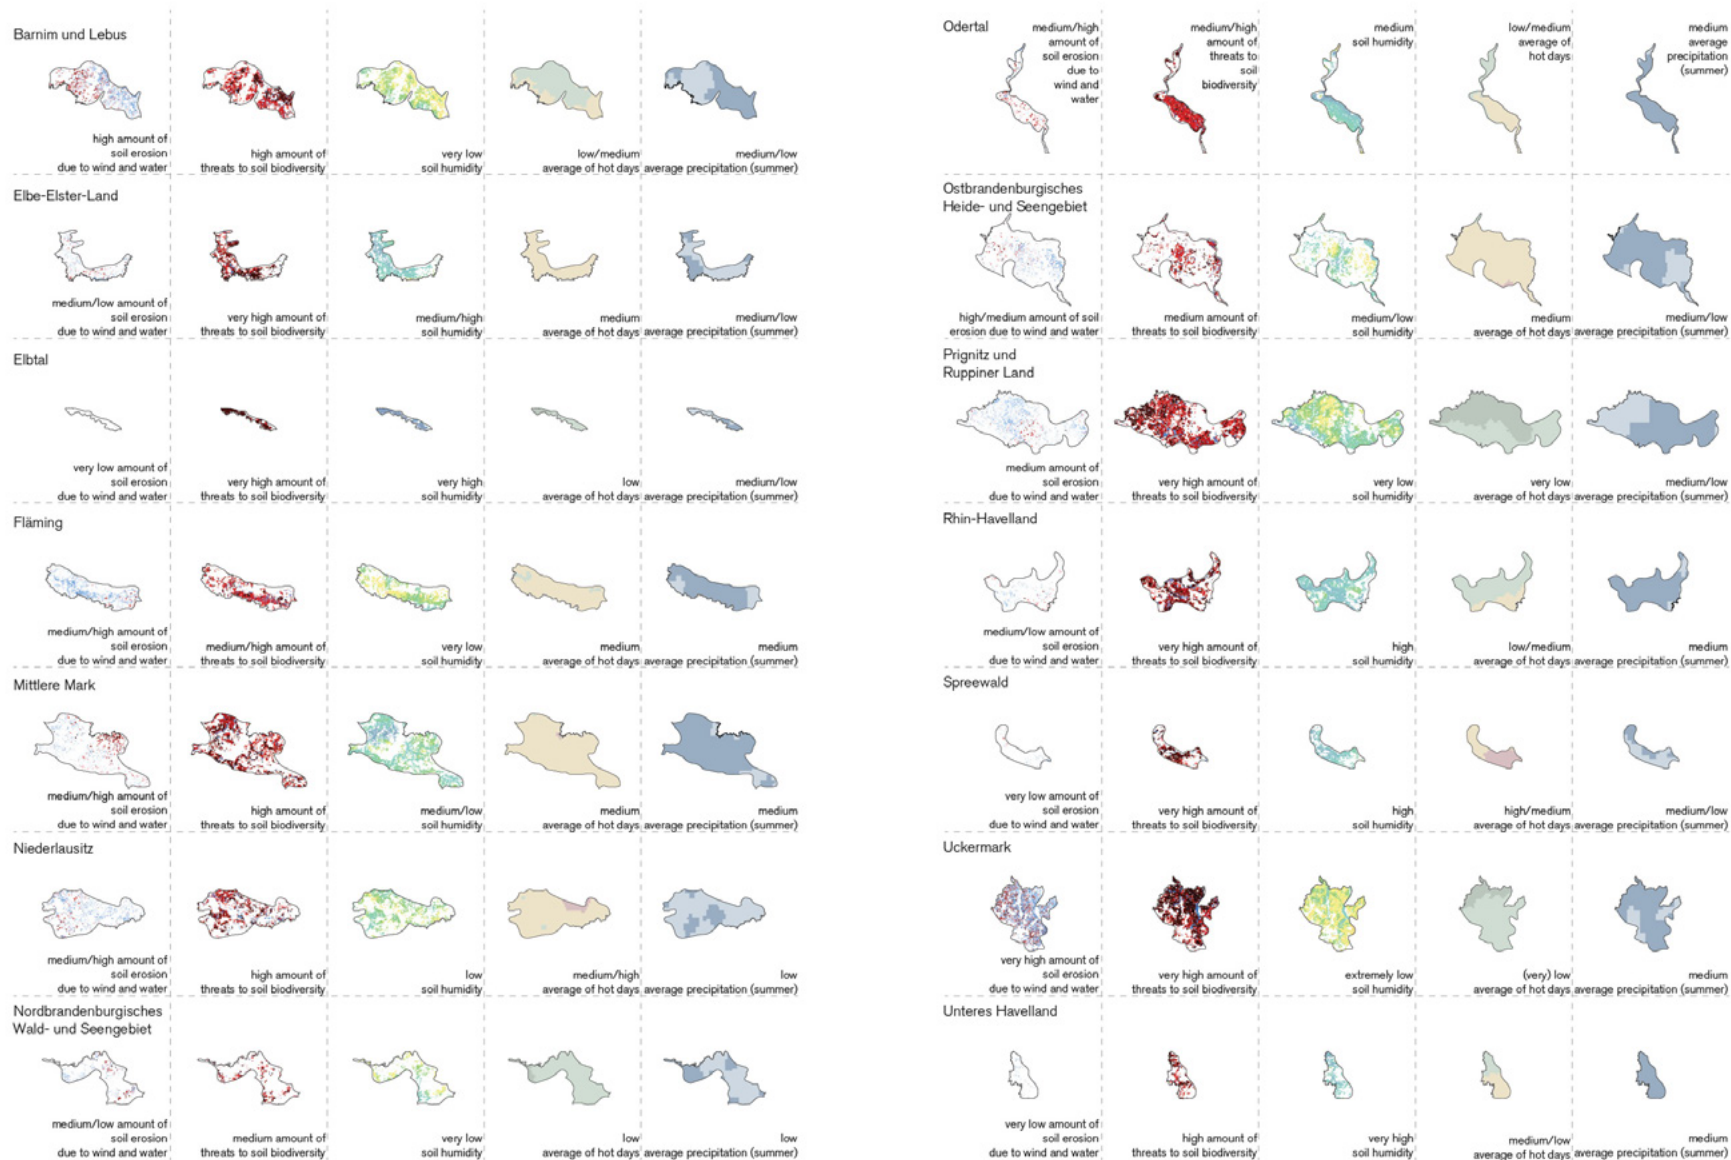 Barnim und Lebus
high amount of
soil erosion
due to wind and water
high amount of
threats to soil biodiversity
very low
soil humidity
low/medium
average of hot days
medium/low
average precipitation (summer)
Elbe-Elster-Land
medium/low amount of
soil erosion
due to wind and water
very high amount of
threats to soil biodiversity
medium/high
soil humidity
medium
average of hot days
medium/low
average precipitation (summer)
Elbtal
very low amount of
soil erosion
due to wind and water
very high amount of
threats to soil biodiversity
very high
soil humidity
low
average of hot days
medium/low
average precipitation (summer)
Fläming
medium/high amount of
soil erosion
due to wind and water
medium/high amount of
threats to soil biodiversity
very low
soil humidity
medium
average of hot days
medium
average precipitation (summer)
Mittlere Mark
medium/high amount of
soil erosion
due to wind and water
high amount of
threats to soil biodiversity
medium/low
soil humidity
medium
average of hot days
medium
average precipitation (summer)
Niederlausitz
medium/high amount of
soil erosion
due to wind and water
high amount of
threats to soil biodiversity
low
soil humidity
medium/high
average of hot days
low
average precipitation (summer)
Nordbrandenburgisches
Wald- und Seengebiet
medium/low amount of
soil erosion
due to wind and water
medium amount of
threats to soil biodiversity
very low
soil humidity
low
average of hot days
low
average precipitation (summer)
Odertal
medium/high
amount of
soil erosion
due to
wind and
water
medium/high
amount of
threats to
soil
biodiversity
medium
soil humidity
low/medium
average of
hot days
medium
average
precipitation
(summer)
Ostbrandenburgisches
Heide- und Seengebiet
high/medium amount of soil
erosion due to wind and water
medium amount of
threats to soil biodiversity
medium/low
soil humidity
medium
average of hot days
medium/low
average precipitation (summer)
Prignitz und
Ruppiner Land
medium amount of
soil erosion
due to wind and water
very high amount of
threats to soil biodiversity
very low
soil humidity
very low
average of hot days
medium/low
average precipitation (summer)
Rhin-Havelland
medium/low amount of
soil erosion
due to wind and water
very high amount of
threats to soil biodiversity
high
soil humidity
low/medium
average of hot days
medium
average precipitation (summer)
Spreewald
very low amount of
soil erosion
due to wind and water
very high amount of
threats to soil biodiversity
high
soil humidity
high/medium
average of hot days
medium/low
average precipitation (summer)
Uckermark
very high amount of
soil erosion
due to wind and water
very high amount of
threats to soil biodiversity
extremely low
soil humidity
(very) low
average of hot days
medium
average precipitation (summer)
Unteres Havelland
very low amount of
soil erosion
due to wind and water
high amount of
threats to soil biodiversity
very high
soil humidity
medium/low
average of hot days
medium
average precipitation (summer)